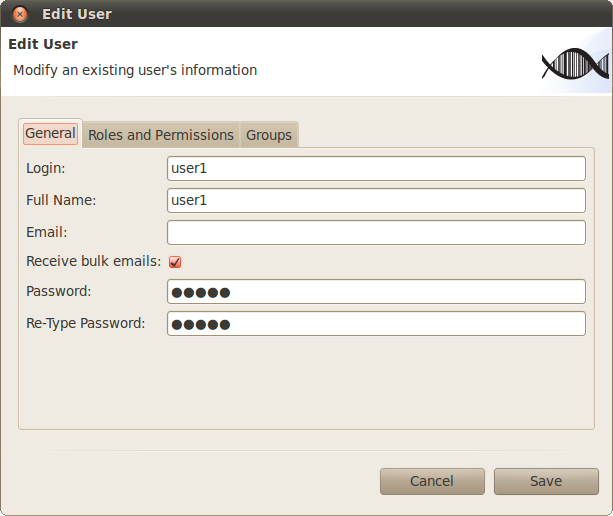 Edit User
Edit User
Modify an existing user's information
General Roles and Permissions Groups
Login: user1
Full Name: user1
Email:
Receive bulk emails:
Password: ●●●●●
Re-Type Password: ●●●●●
Cancel Save